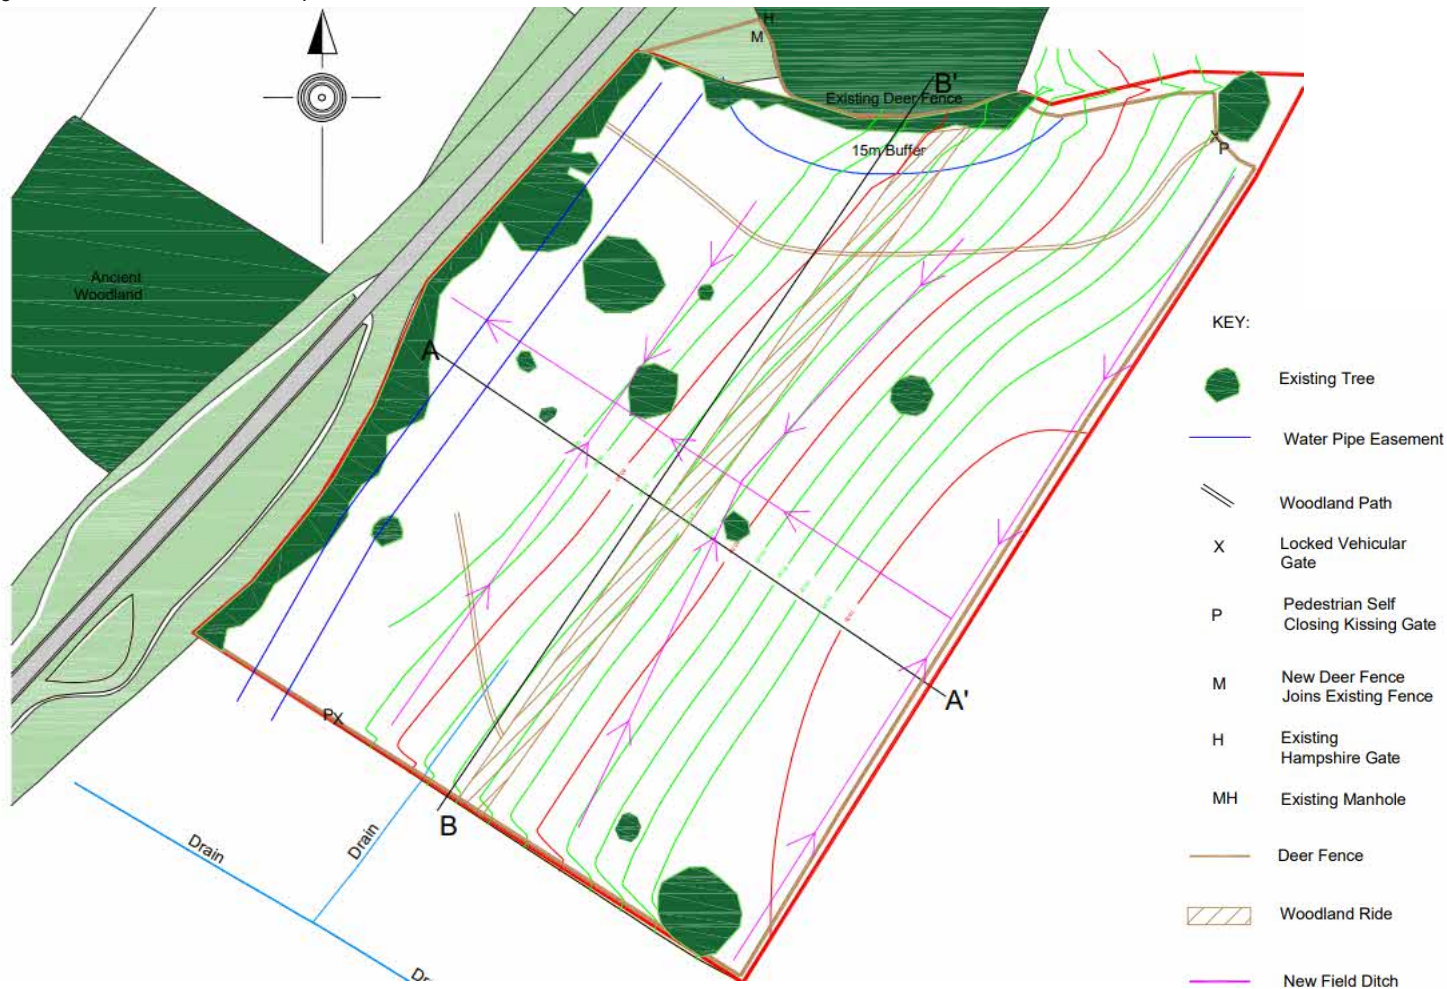 H
M
B'
Existing Deer Fence
15m Buffer
X
P
Ancient
Woodland
A
A'
PX
B
Drain
Drain
KEY:
Existing Tree
Water Pipe Easement
Woodland Path
X
Locked Vehicular
Gate
P
Pedestrian Self
Closing Kissing Gate
M
New Deer Fence
Joins Existing Fence
H
Existing
Hampshire Gate
MH
Existing Manhole
Deer Fence
Woodland Ride
New Field Ditch